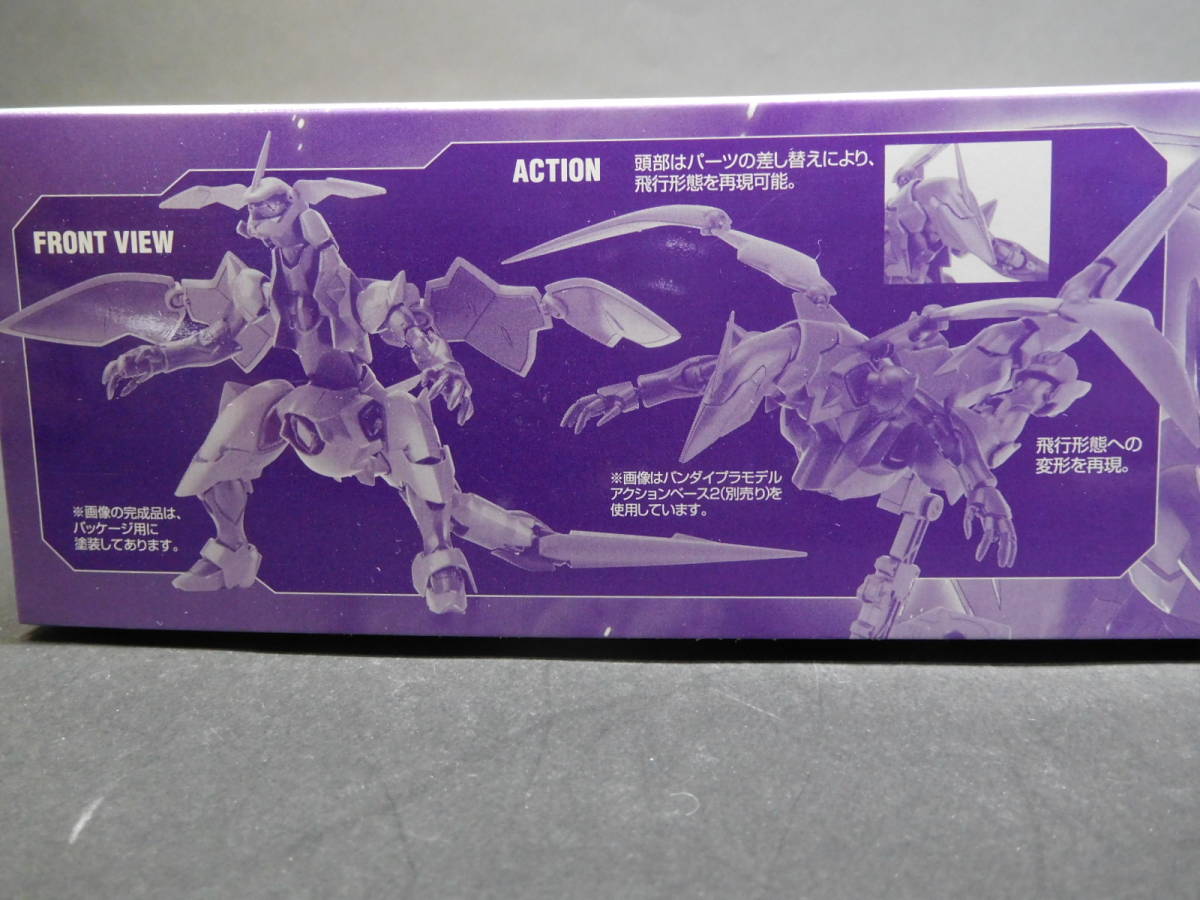 FRONT VIEW
※画像の完成品は、
パッケージ用に
塗装してあります。
ACTION
頭部はパーツの差し替えにより、
飛行形態を再現可能。
※画像はバンダイプラモデル
アクションベース2(別売り)を
使用しています。
飛行形態への
変形を再現。